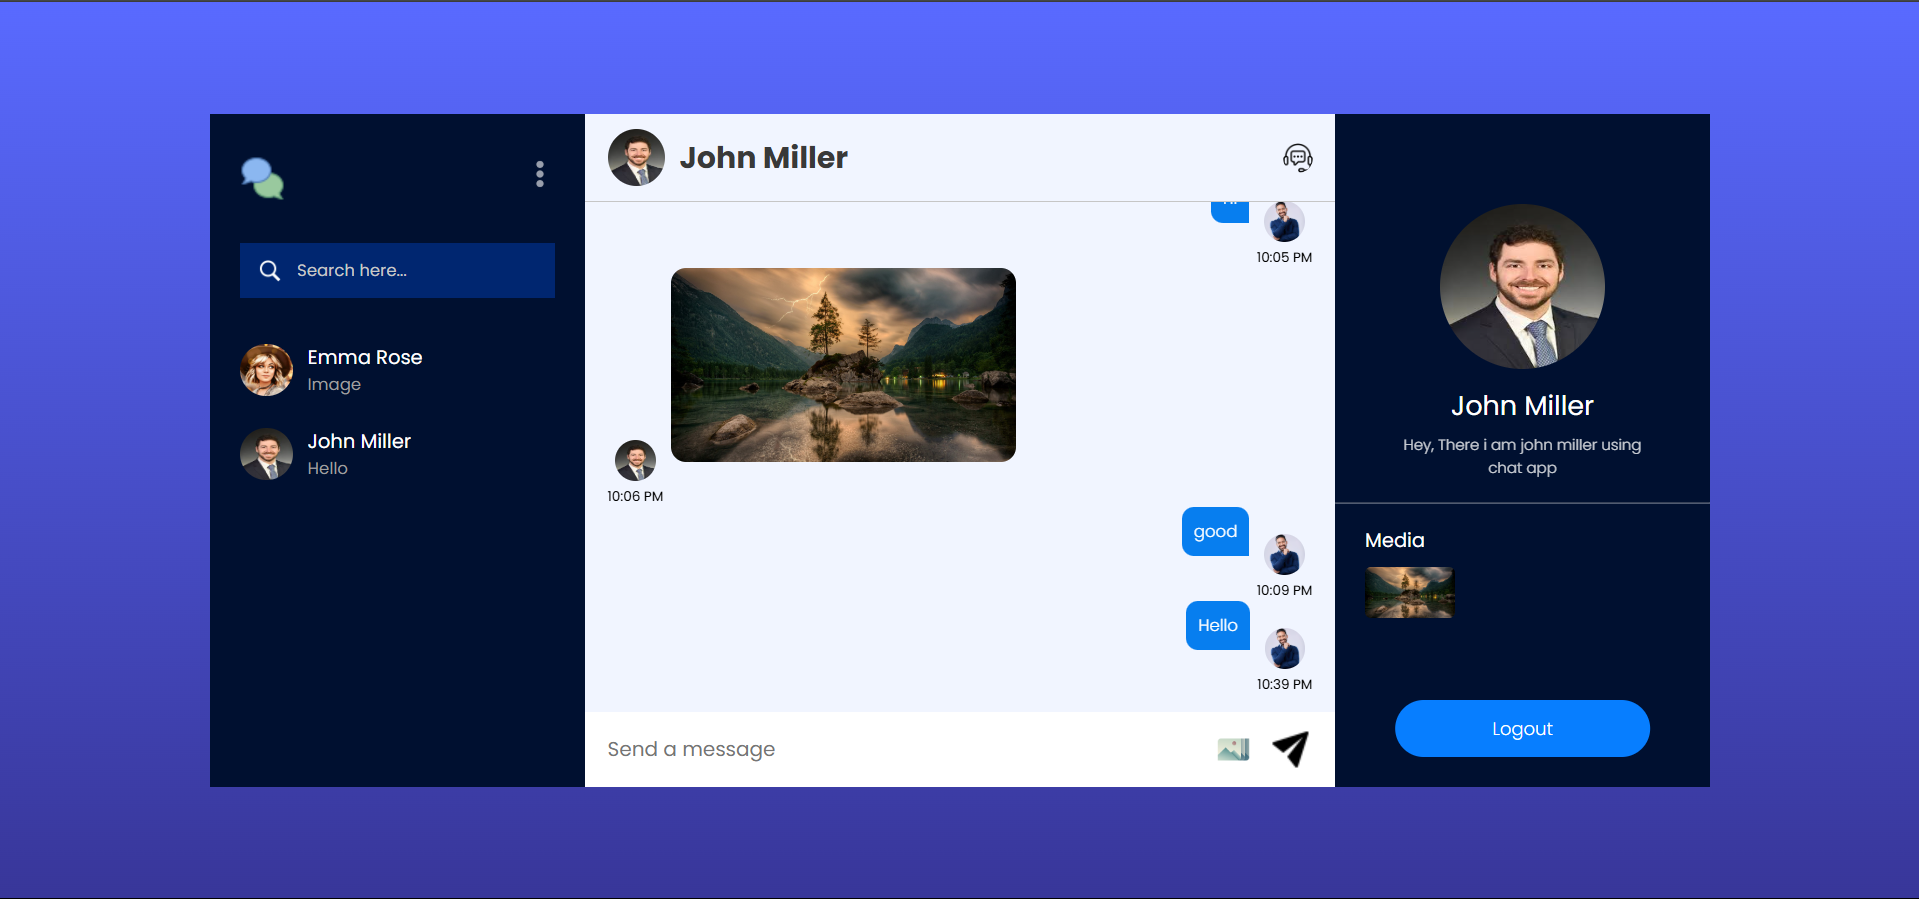 Search here...
Emma Rose
Image
John Miller
Hello
John Miller
10:05 PM
10:06 PM
good
10:09 PM
Hello
10:39 PM
Send a message
John Miller
Hey, There i am john miller using
chat app
Media
Logout